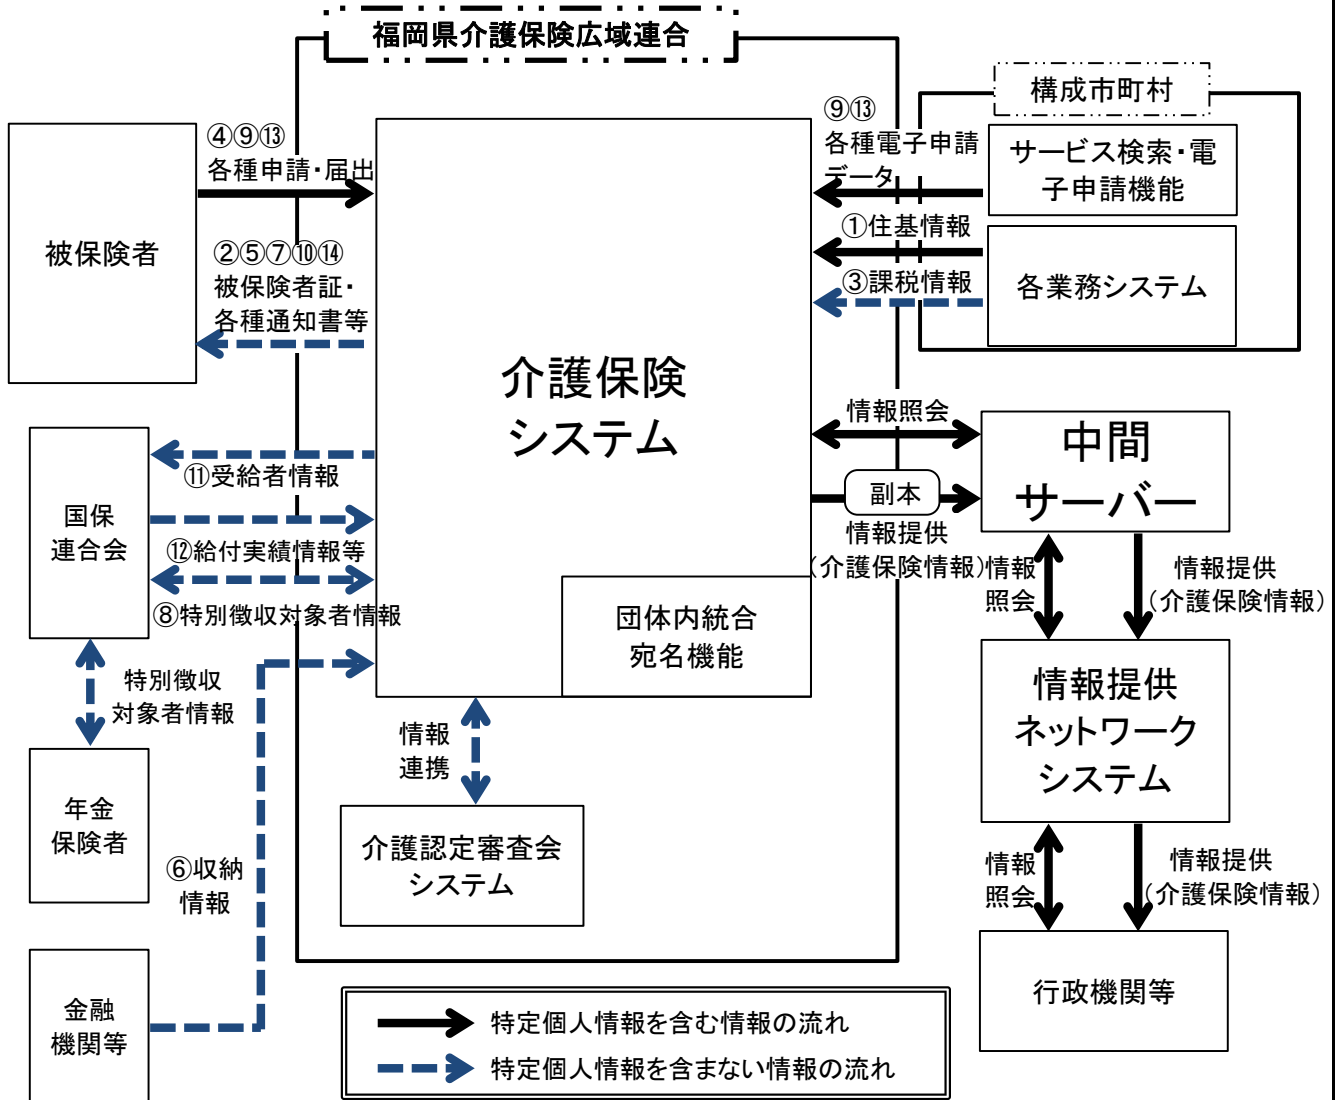 福岡県介護保険広域連合
構成市町村
④⑨⑬
各種申請・届出
被保険者
②⑤⑦⑩⑭
被保険者証・
各種通知書等
⑨⑬
各種電子申請
データ
サービス検索・電
子申請機能
①住基情報
③課税情報
各業務システム
介護保険
システム
情報照会
中間
サーバー
副本
情報提供
（介護保険情報）
国保
連合会
⑪受給者情報
⑫給付実績情報等
⑧特別徴収対象者情報
団体内統合
宛名機能
情報
照会
情報提供
（介護保険情報）
特別徴収
対象者情報
情報
連携
情報提供
ネットワーク
システム
年金
保険者
介護認定審査会
システム
⑥収納
情報
情報
照会
情報提供
（介護保険情報）
金融
機関等
行政機関等
特定個人情報を含む情報の流れ
特定個人情報を含まない情報の流れ